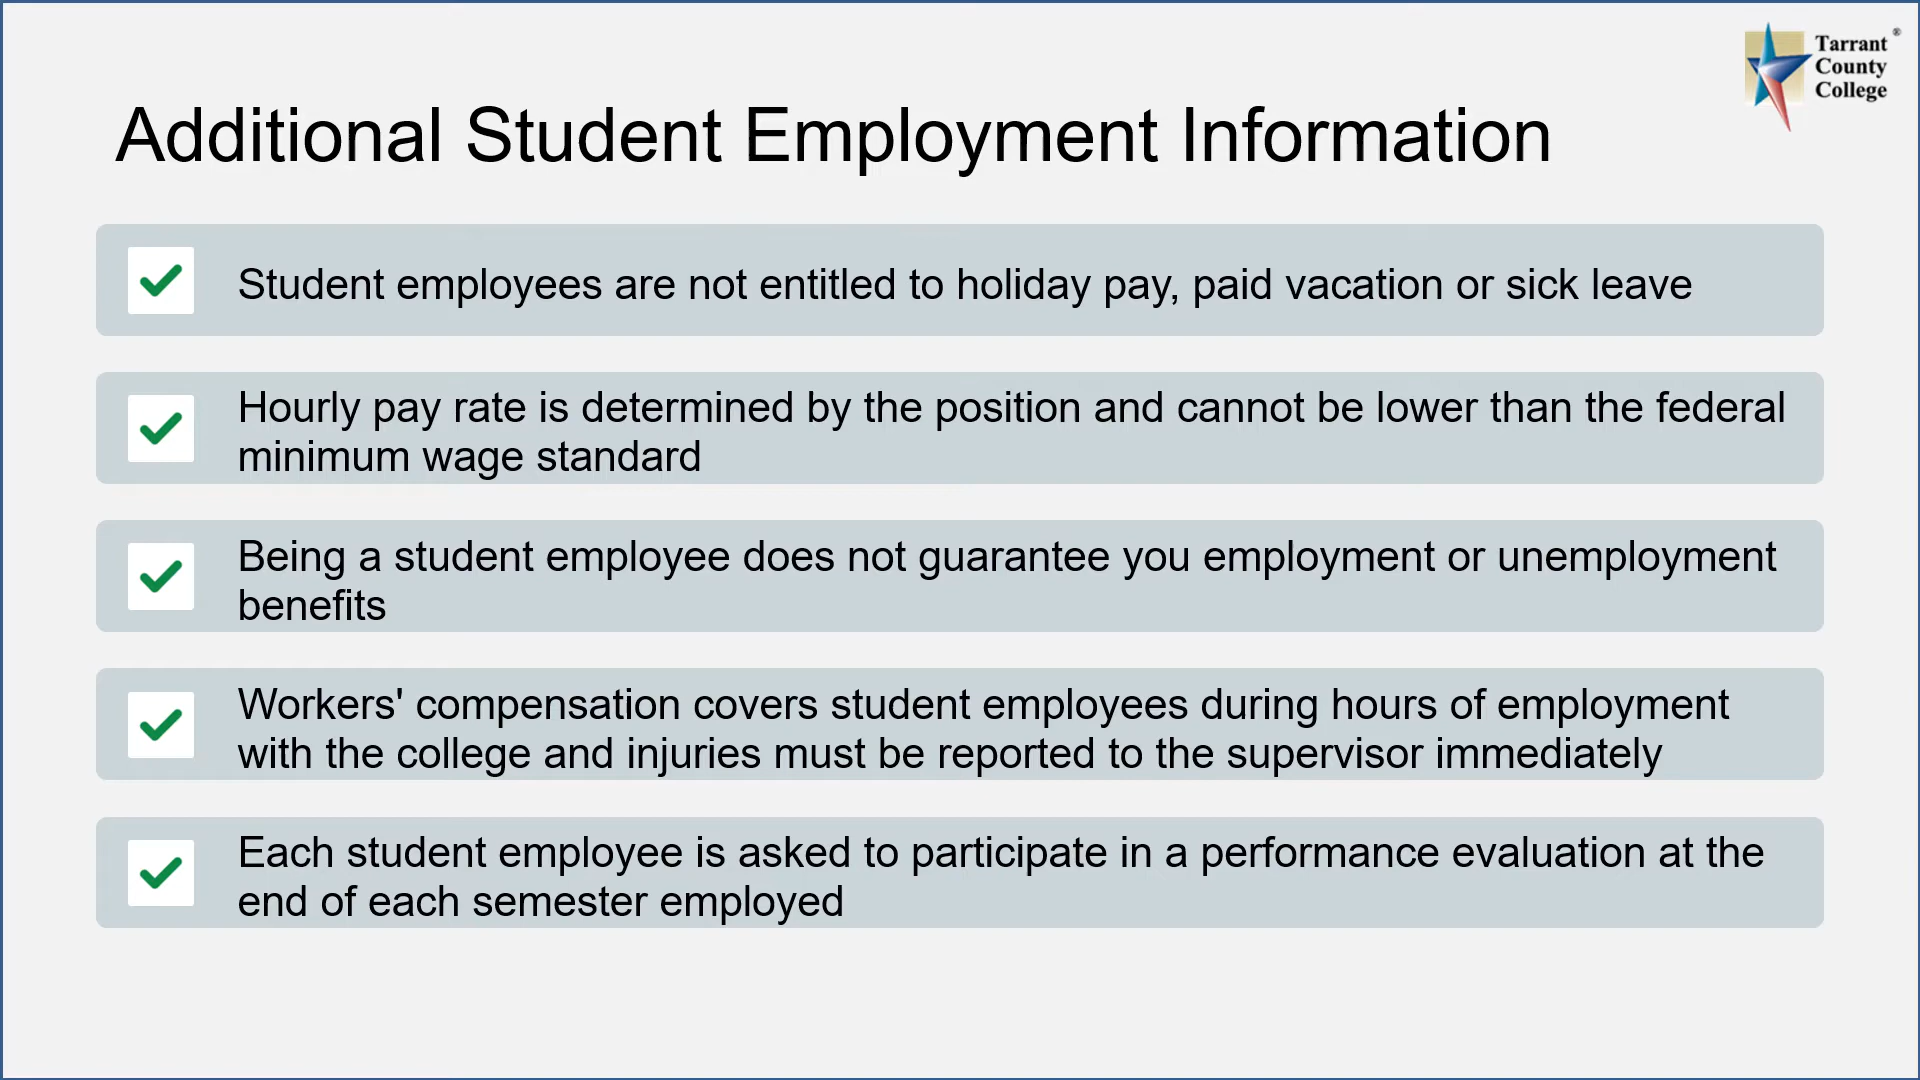 Tarrant ®
County
College
Additional Student Employment Information
Student employees are not entitled to holiday pay, paid vacation or sick leave
Hourly pay rate is determined by the position and cannot be lower than the federal
minimum wage standard
Being a student employee does not guarantee you employment or unemployment
benefits
Workers' compensation covers student employees during hours of employment
with the college and injuries must be reported to the supervisor immediately
Each student employee is asked to participate in a performance evaluation at the
end of each semester employed